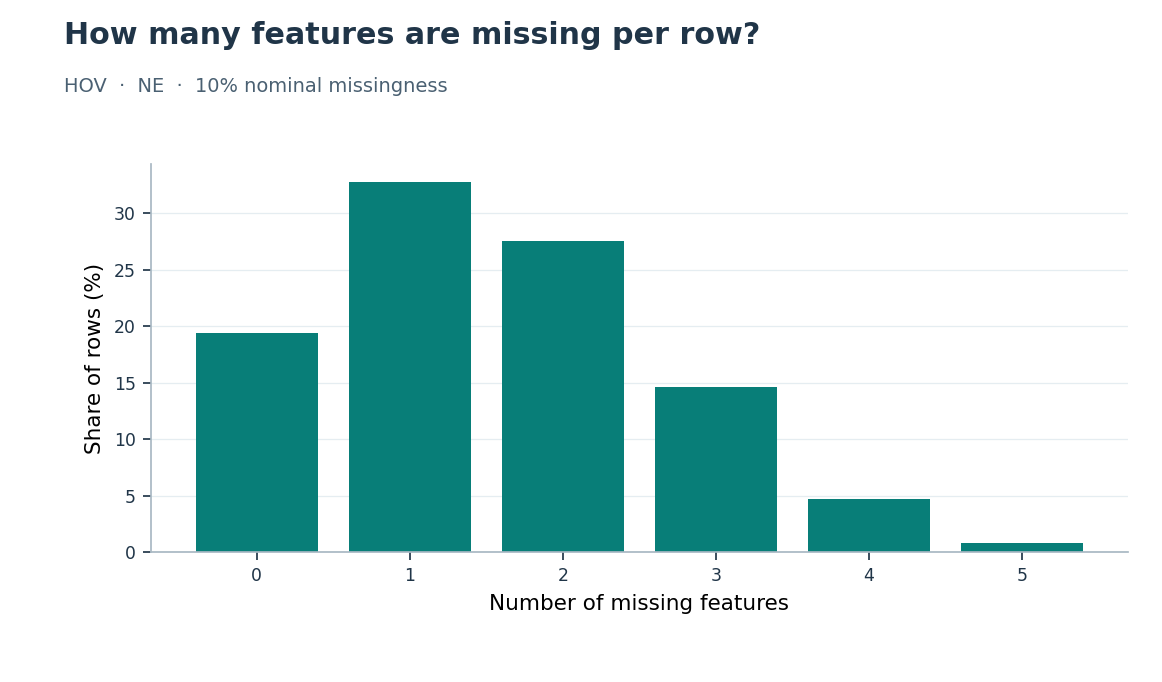 How many features are missing per row?
HOV · NE · 10% nominal missingness
Share of rows (%)
30
25
20
15
10
5
0
0 1 2 3 4 5
Number of missing features